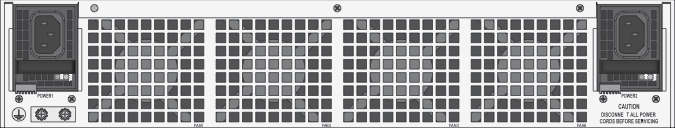 POWER1
POWER2
CAUTION
DISCONNE T ALL POWER
CORDS BEFORE SERVICING
FAN1
FAN2
FAN3
FAN4